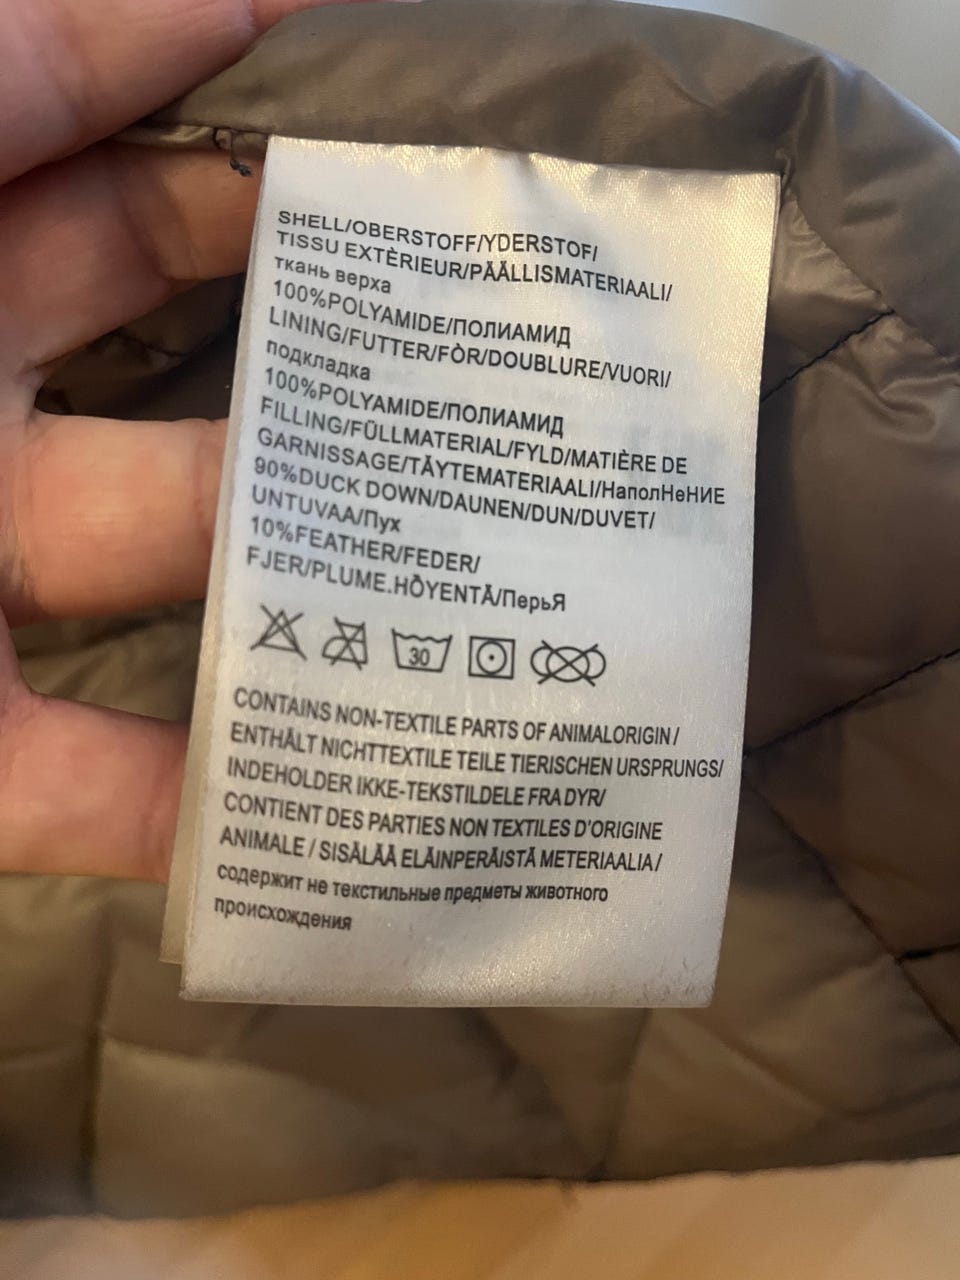 SHELL/OBERSTOFF/YDERSTOF/
TISSU EXTÈRIEUR/PÄÄLLISMATERIAALI/
ткань верха
100%POLYAMIDE/ПОЛИАМИД
LINING/FUTTER/FÒR/DOUBLURE/VUORI/
подкладка
100%POLYAMIDE/ПОЛИАМИД
FILLING/FÜLLMATERIAL/FYLD/MATIÈRE DE
GARNISSAGE/TÄYTEMATERIAALI/НапоЛНеНИЕ
90%DUCK DOWN/DAUNEN/DUN/DUVET/
UNTUVAA/Пух
10%FEATHER/FEDER/
FJER/PLUME.HÒYENTÄ/ПерьЯ
30
CONTAINS NON-TEXTILE PARTS OF ANIMALORIGIN/
ENTHÄLT NICHTTEXTILE TEILE TIERISCHEN URSPRUNGS/
INDEHOLDER IKKE-TEKSTILDELE FRA DYR/
CONTIENT DES PARTIES NON TEXTILES D'ORIGINE
ANIMALE / SISÄLÄÄ ELÄINPERÄISTÄ METERIAALIA/
содержит не текстильные предметы животного
происхождения